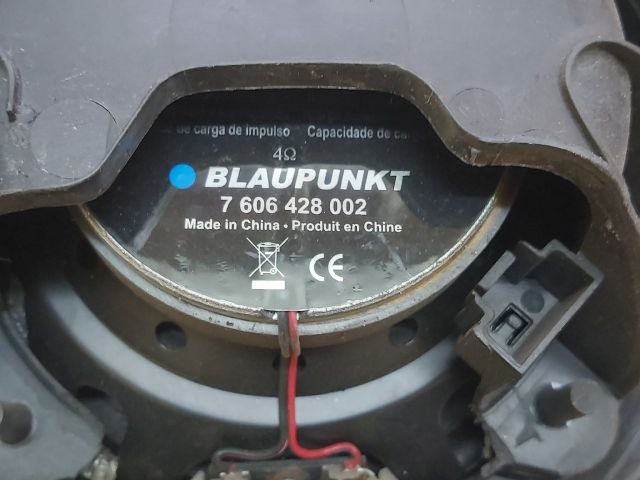 de carga de impulso Capacidade de
4Ω
BLAUPUNKT
7 606 428 002
Made in China • Produit en Chine
CE